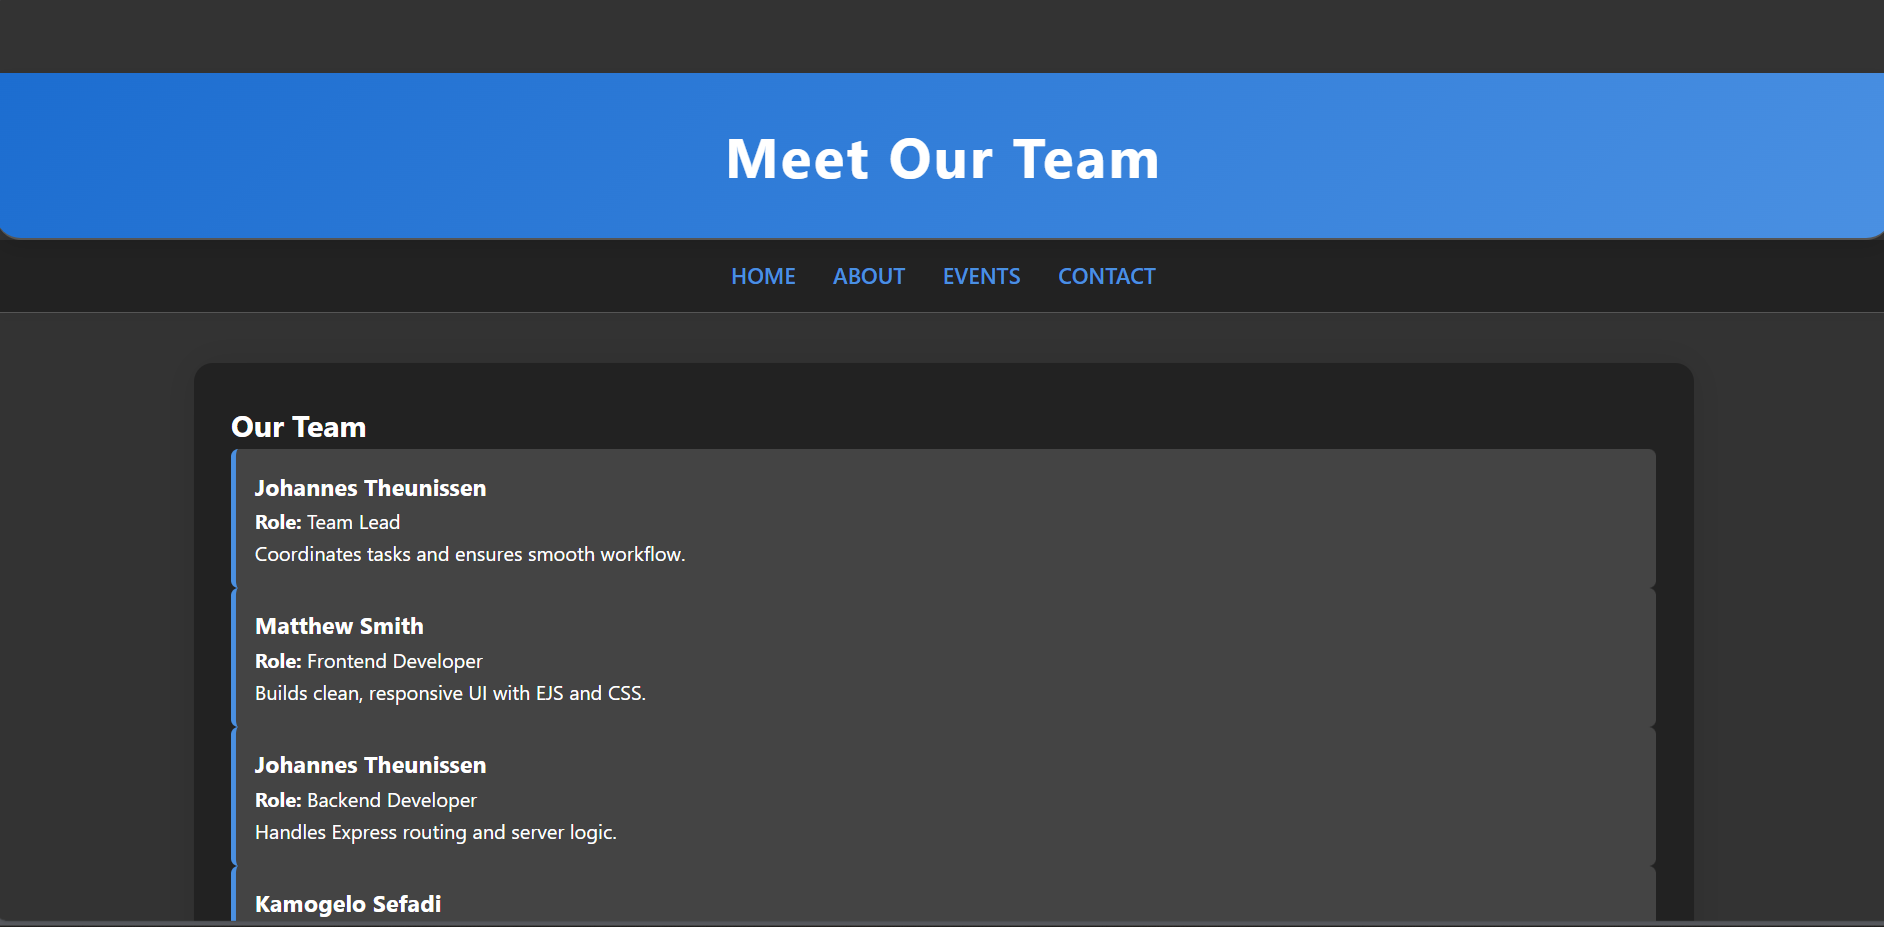 Meet Our Team
HOME ABOUT EVENTS CONTACT
Our Team
Johannes Theunissen
Role: Team Lead
Coordinates tasks and ensures smooth workflow.
Matthew Smith
Role: Frontend Developer
Builds clean, responsive UI with EJS and CSS.
Johannes Theunissen
Role: Backend Developer
Handles Express routing and server logic.
Kamogelo Sefadi